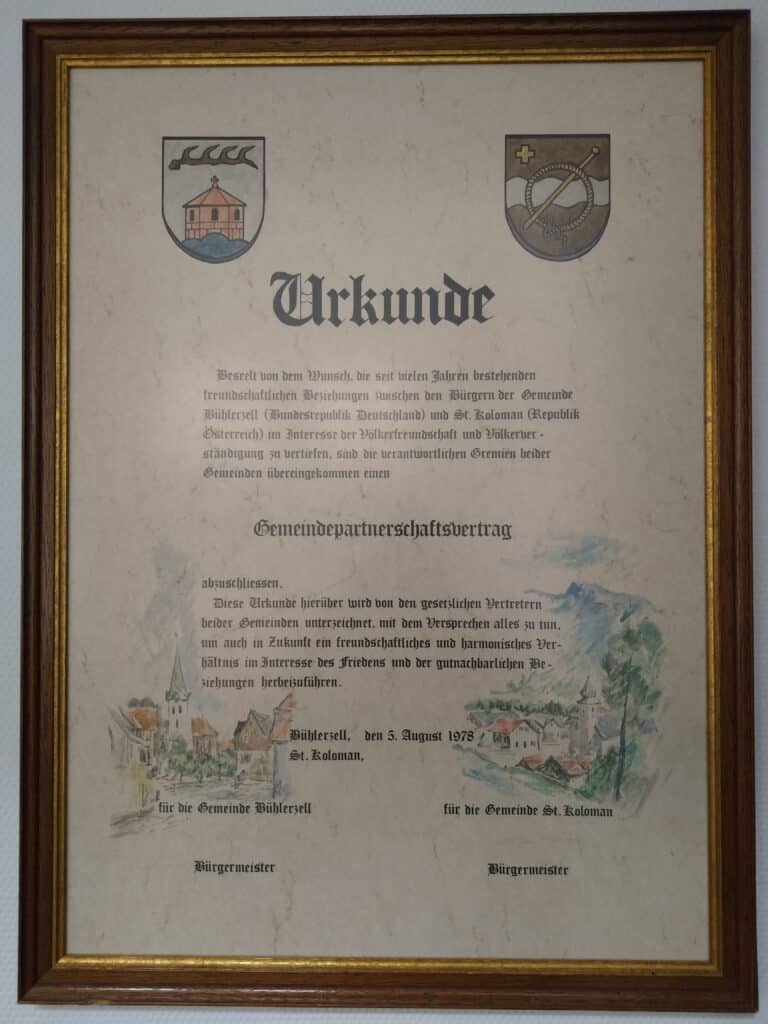 Urkunde
Beseelt von dem Wunsch, die seit vielen Jahren bestehenden
freundschaftlichen Beziehungen zwischen den Bürgern der Gemeinde
Bühlerzell (Bundesrepublik Deutschland) und St. Koloman (Republik
Österreich) im Interesse der Völkerfreundschaft und Völkerver-
ständigung zu vertiefen, sind die verantwortlichen Gremien beider
Gemeinden übereingekommen einen
Gemeindepartnerschaftsvertrag
abzuschliessen.
Diese Urkunde hierüber wird von den gesetzlichen Vertretern
beider Gemeinden unterzeichnet, mit dem Versprechen alles zu tun,
um auch in Zukunft ein freundschaftliches und harmonisches Ver-
hältnis im Interesse des Friedens und der gutnachbarlichen Be-
ziehungen herbeizuführen.
Bühlerzell, den 5. August 1978
St. Koloman,
für die Gemeinde Bühlerzell für die Gemeinde St. Koloman
Bürgermeister Bürgermeister